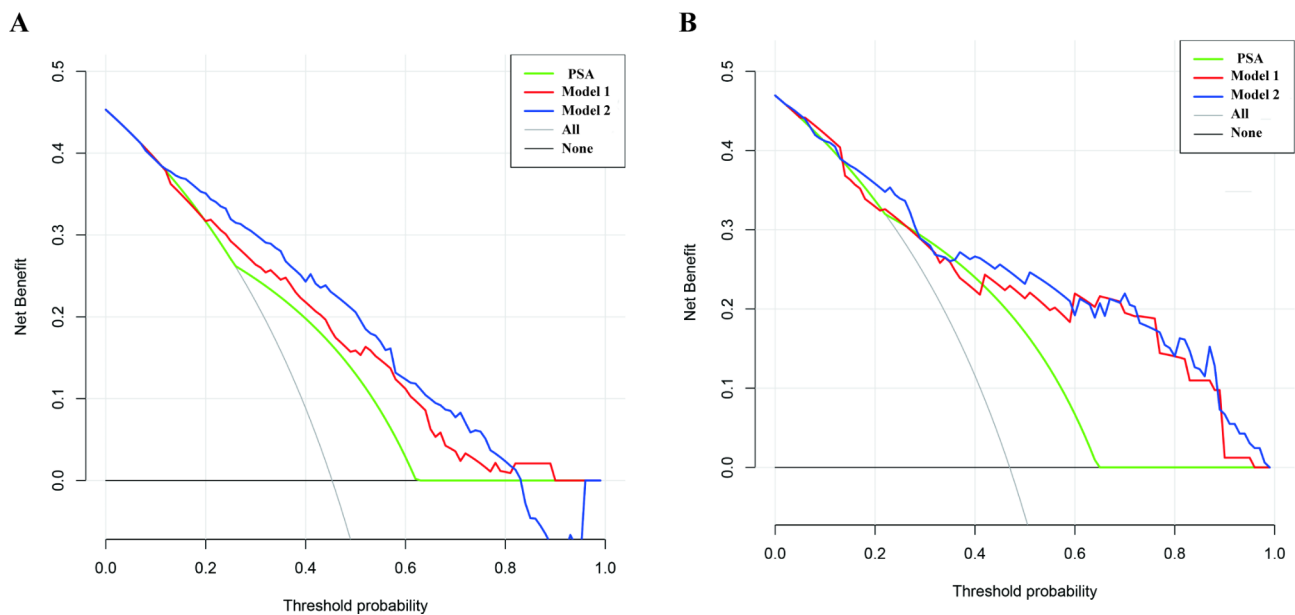 A
PSA
Model 1
Model 2
All
None
0.5
0.4
0.3
0.2
0.1
0.0
Net Benefit
0.0 0.2 0.4 0.6 0.8 1.0
Threshold probability
B
PSA
Model 1
Model 2
All
None
0.5
0.4
0.3
0.2
0.1
0.0
Net Benefit
0.0 0.2 0.4 0.6 0.8 1.0
Threshold probability